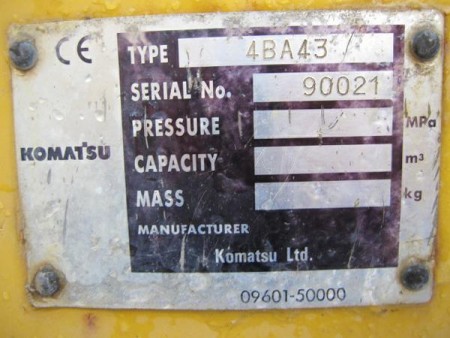 CE
TYPE 4BA43
SERIAL No. 90021
PRESSURE MPa
KOMATSU
CAPACITY m³
MASS kg
MANUFACTURER
Komatsu Ltd.
09601-50000